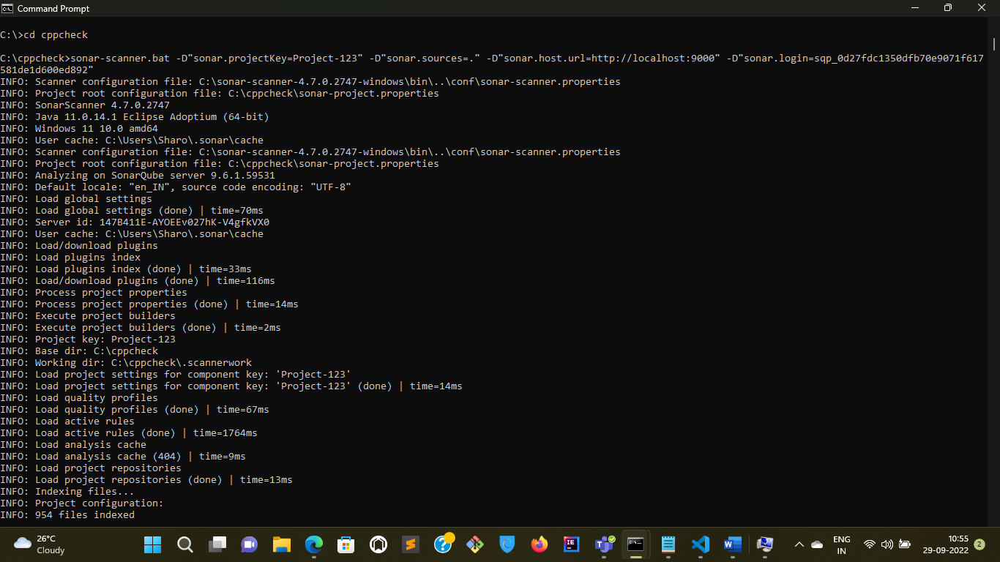 Command Prompt
C:\>cd cppcheck
C:\cppcheck>sonar-scanner.bat -D"sonar.projectKey=Project-123" -D"sonar.sources=." -D"sonar.host.url=http://localhost:9000" -D"sonar.login=sqp_0d27fdc1350dfb70e9071f617
581de1d600ed892"
INFO: Scanner configuration file: C:\sonar-scanner-4.7.0.2747-windows\bin\..\conf\sonar-scanner.properties
INFO: Project root configuration file: C:\cppcheck\sonar-project.properties
INFO: SonarScanner 4.7.0.2747
INFO: Java 11.0.14.1 Eclipse Adoptium (64-bit)
INFO: Windows 11 10.0 amd64
INFO: User cache: C:\Users\Sharo\.sonar\cache
INFO: Scanner configuration file: C:\sonar-scanner-4.7.0.2747-windows\bin\..\conf\sonar-scanner.properties
INFO: Project root configuration file: C:\cppcheck\sonar-project.properties
INFO: Analyzing on SonarQube server 9.6.1.59531
INFO: Default locale: "en_IN", source code encoding: "UTF-8"
INFO: Load global settings
INFO: Load global settings (done) | time=70ms
INFO: Server id: 147B411E-AYOEEv027hK-V4gfkVX0
INFO: User cache: C:\Users\Sharo\.sonar\cache
INFO: Load/download plugins
INFO: Load plugins index
INFO: Load plugins index (done) | time=33ms
INFO: Load/download plugins (done) | time=116ms
INFO: Process project properties
INFO: Process project properties (done) | time=14ms
INFO: Execute project builders
INFO: Execute project builders (done) | time=2ms
INFO: Project key: Project-123
INFO: Base dir: C:\cppcheck
INFO: Working dir: C:\cppcheck\.scannerwork
INFO: Load project settings for component key: 'Project-123'
INFO: Load project settings for component key: 'Project-123' (done) | time=14ms
INFO: Load quality profiles
INFO: Load quality profiles (done) | time=67ms
INFO: Load active rules
INFO: Load active rules (done) | time=1764ms
INFO: Load analysis cache
INFO: Load analysis cache (404) | time=9ms
INFO: Load project repositories
INFO: Load project repositories (done) | time=13ms
INFO: Indexing files...
INFO: Project configuration:
INFO: 954 files indexed
26°C
Cloudy
ENG
IN
10:55
29-09-2022
2